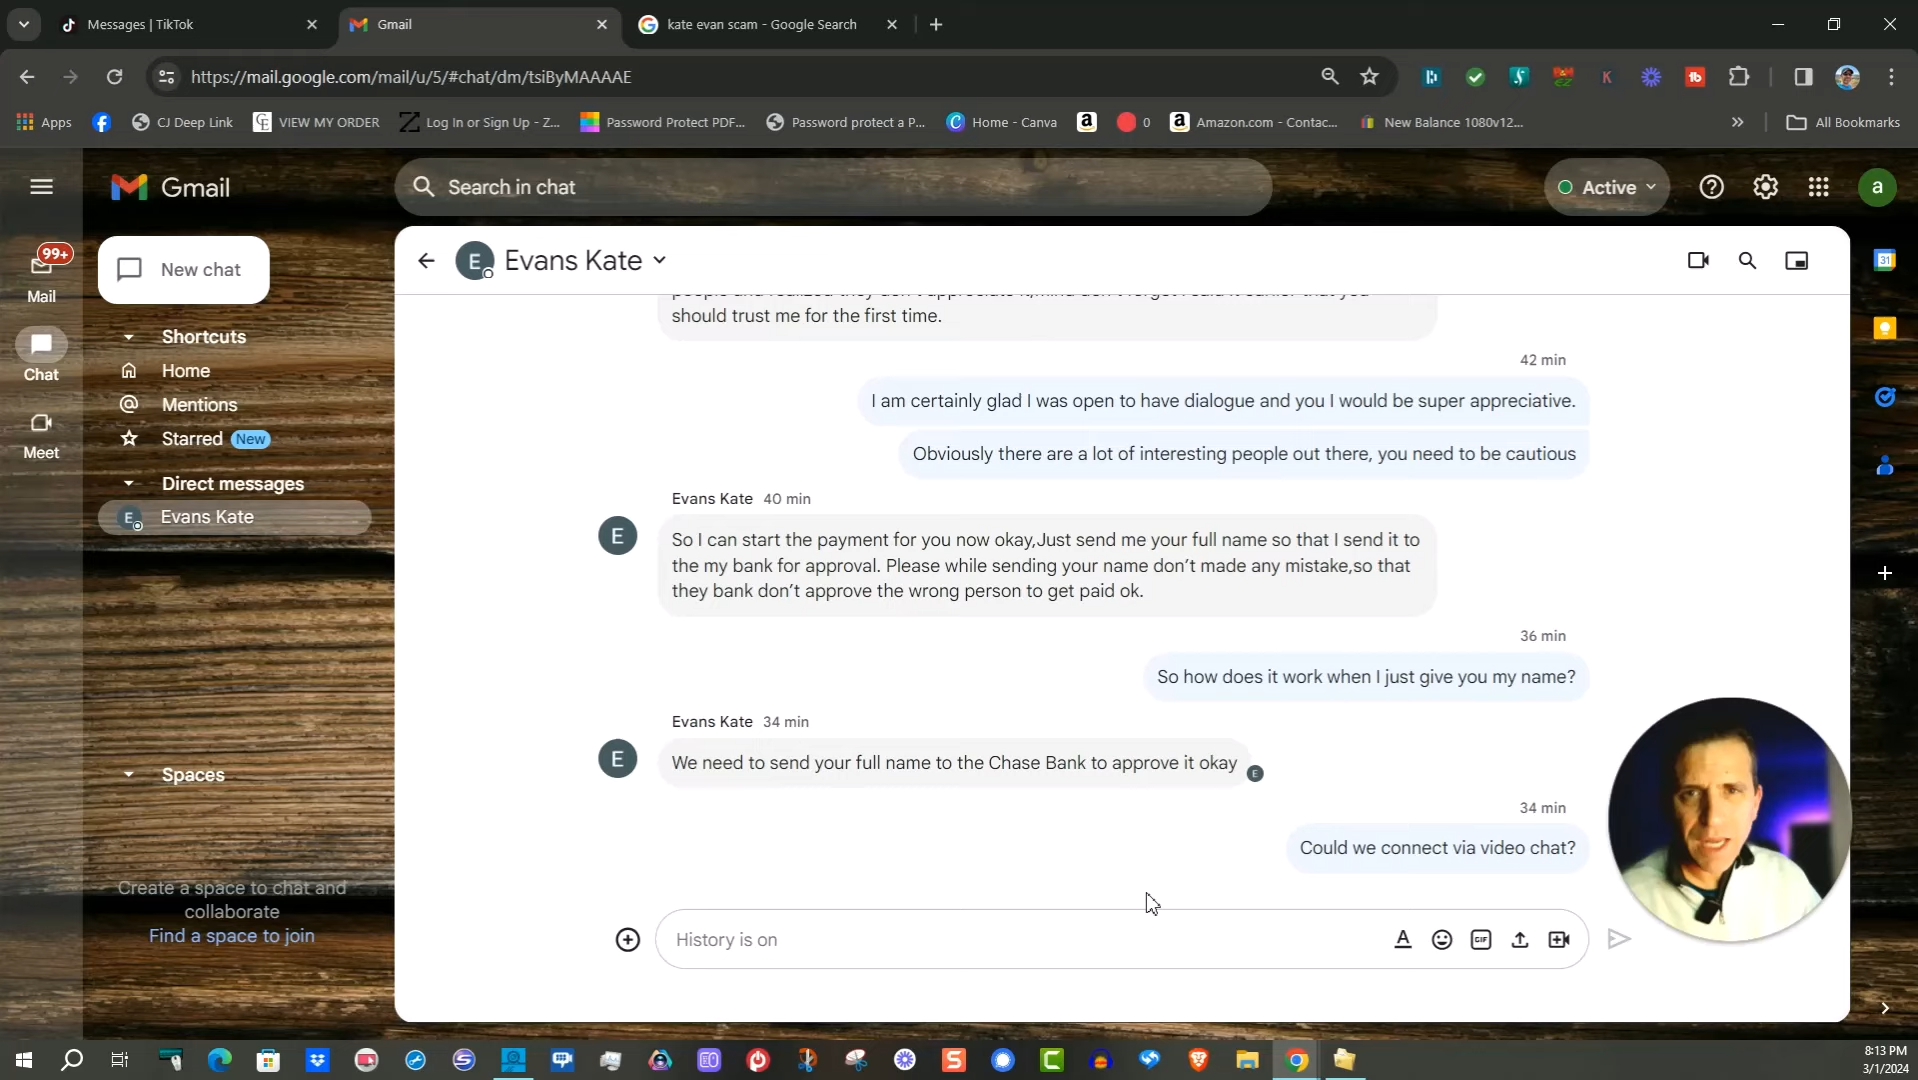 Messages | TikTok
Gmail
kate evan scam - Google Search
https://mail.google.com/mail/u/5/#chat/dm/tsiByMAAAAE
Apps
CJ Deep Link
VIEW MY ORDER
Log In or Sign Up - Z...
Password Protect PDF...
Password protect a P...
Home - Canva
0
Amazon.com - Contac...
New Balance 1080v12...
All Bookmarks
Gmail
Search in chat
Active
a
99+
Mail
Chat
Meet
New chat
Shortcuts
Home
Mentions
Starred New
Direct messages
E Evans Kate
Spaces
Create a space to chat and
collaborate
Find a space to join
E Evans Kate
should trust me for the first time.
42 min
I am certainly glad I was open to have dialogue and you I would be super appreciative.
Obviously there are a lot of interesting people out there, you need to be cautious
Evans Kate 40 min
E
So I can start the payment for you now okay,Just send me your full name so that I send it to
the my bank for approval. Please while sending your name don't made any mistake,so that
they bank don't approve the wrong person to get paid ok.
36 min
So how does it work when I just give you my name?
Evans Kate 34 min
E
We need to send your full name to the Chase Bank to approve it okay
E
34 min
Could we connect via video chat?
History is on
GIF
31
8:13 PM
3/1/2024